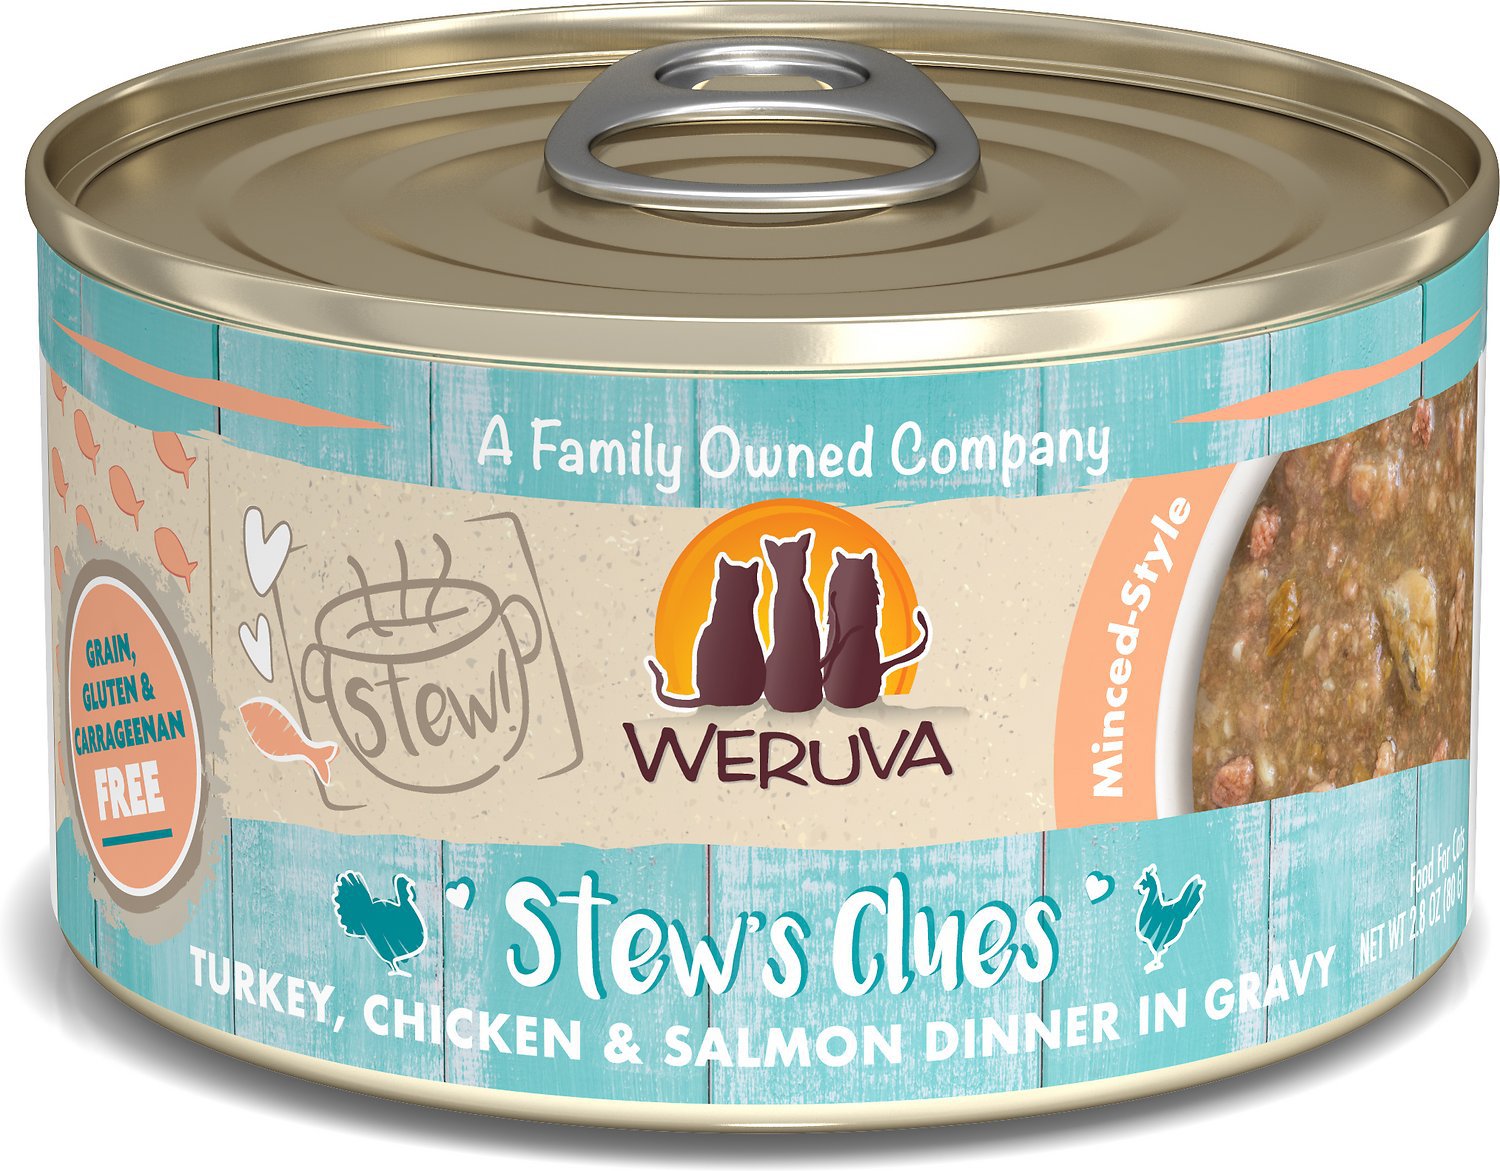 A Family Owned Company
GRAIN,
GLUTEN &
CARRAGEENAN
FREE
stew!
WERUVA
Minced-Style
Stew's Clues
TURKEY, CHICKEN & SALMON DINNER IN GRAVY
Food For Cats
NET WT 2.8 OZ (80 G)